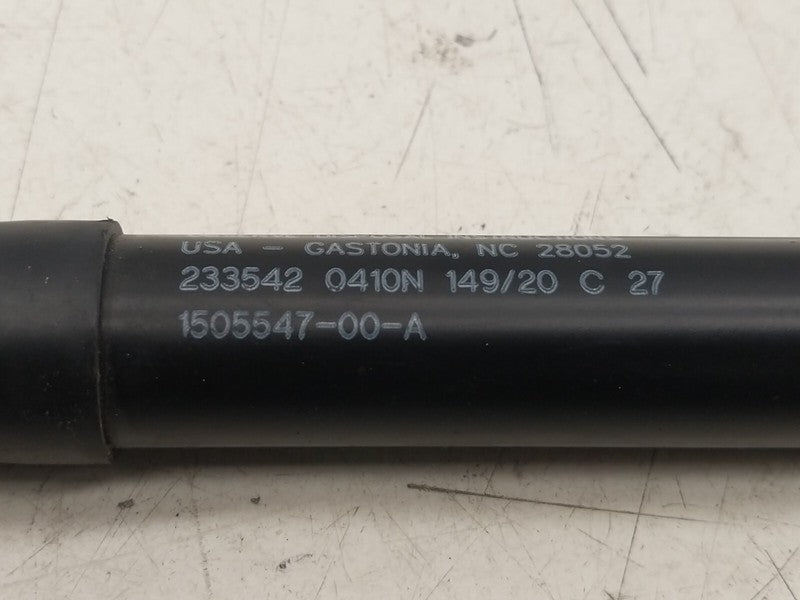 USA - GASTONIA, NC 28052
233542 0410N 149/20 C 27
1505547-00-A